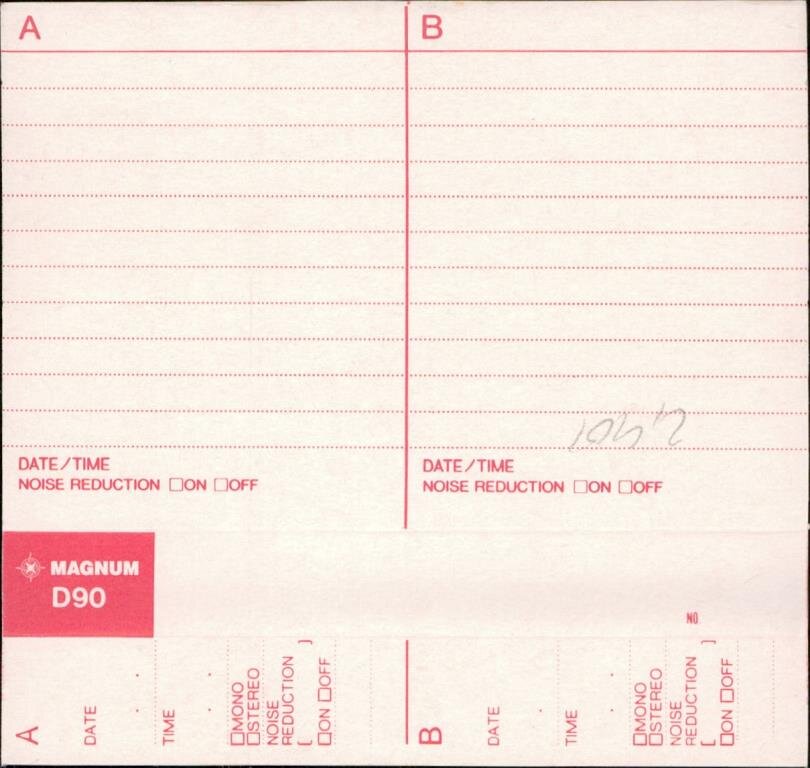 A
B
DATE/TIME
NOISE REDUCTION □ON □OFF
DATE/TIME
NOISE REDUCTION □ON □OFF
MAGNUM
D90
NO.
A
DATE . .
TIME . .
□MONO
□STEREO
NOISE
REDUCTION
[ ]
□ON □OFF
B
DATE . .
TIME . .
□MONO
□STEREO
NOISE
REDUCTION
[ ]
□ON □OFF